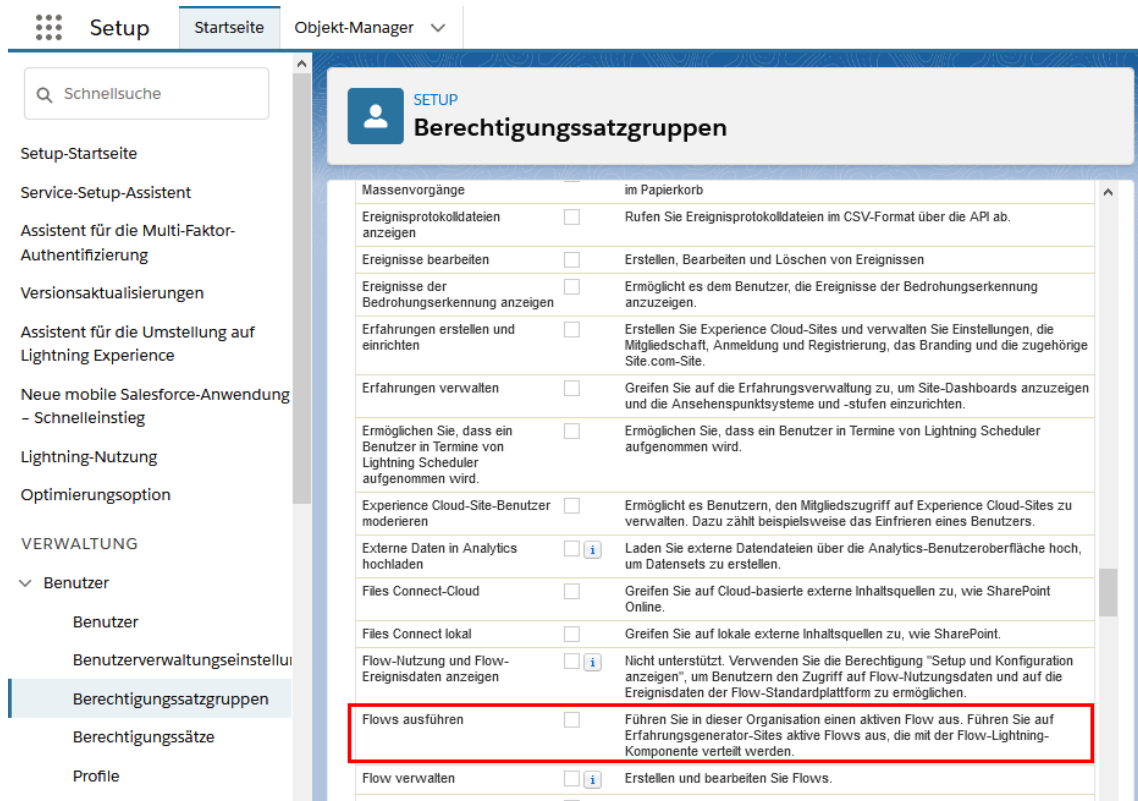 Setup
Startseite
Objekt-Manager
Schnellsuche
Setup-Startseite
Service-Setup-Assistent
Assistent für die Multi-Faktor-
Authentifizierung
Versionsaktualisierungen
Assistent für die Umstellung auf
Lightning Experience
Neue mobile Salesforce-Anwendung
– Schnelleinstieg
Lightning-Nutzung
Optimierungsoption
VERWALTUNG
Benutzer
Benutzer
Benutzerverwaltungseinstellu
Berechtigungssatzgruppen
Berechtigungssätze
Profile
SETUP
Berechtigungssatzgruppen
Massenvorgänge
im Papierkorb
Ereignisprotokolldateien
anzeigen
Rufen Sie Ereignisprotokolldateien im CSV-Format über die API ab.
Ereignisse bearbeiten
Erstellen, Bearbeiten und Löschen von Ereignissen
Ereignisse der
Bedrohungserkennung anzeigen
Ermöglicht es dem Benutzer, die Ereignisse der Bedrohungserkennung
anzuzeigen.
Erfahrungen erstellen und
einrichten
Erstellen Sie Experience Cloud-Sites und verwalten Sie Einstellungen, die
Mitgliedschaft, Anmeldung und Registrierung, das Branding und die zugehörige
Site.com-Site.
Erfahrungen verwalten
Greifen Sie auf die Erfahrungsverwaltung zu, um Site-Dashboards anzuzeigen
und die Ansehenspunktsysteme und -stufen einzurichten.
Ermöglichen Sie, dass ein
Benutzer in Termine von
Lightning Scheduler
aufgenommen wird.
Ermöglichen Sie, dass ein Benutzer in Termine von Lightning Scheduler
aufgenommen wird.
Experience Cloud-Site-Benutzer
moderieren
Ermöglicht es Benutzern, den Mitgliedszugriff auf Experience Cloud-Sites zu
verwalten. Dazu zählt beispielsweise das Einfrieren eines Benutzers.
Externe Daten in Analytics
hochladen
i
Laden Sie externe Datendateien über die Analytics-Benutzeroberfläche hoch,
um Datensets zu erstellen.
Files Connect-Cloud
Greifen Sie auf Cloud-basierte externe Inhaltsquellen zu, wie SharePoint
Online.
Files Connect lokal
Greifen Sie auf lokale externe Inhaltsquellen zu, wie SharePoint.
Flow-Nutzung und Flow-
Ereignisdaten anzeigen
i
Nicht unterstützt. Verwenden Sie die Berechtigung "Setup und Konfiguration
anzeigen", um Benutzern den Zugriff auf Flow-Nutzungsdaten und auf die
Ereignisdaten der Flow-Standardplattform zu ermöglichen.
Flows ausführen
Führen Sie in dieser Organisation einen aktiven Flow aus. Führen Sie auf
Erfahrungsgenerator-Sites aktive Flows aus, die mit der Flow-Lightning-
Komponente verteilt werden.
Flow verwalten
i
Erstellen und bearbeiten Sie Flows.